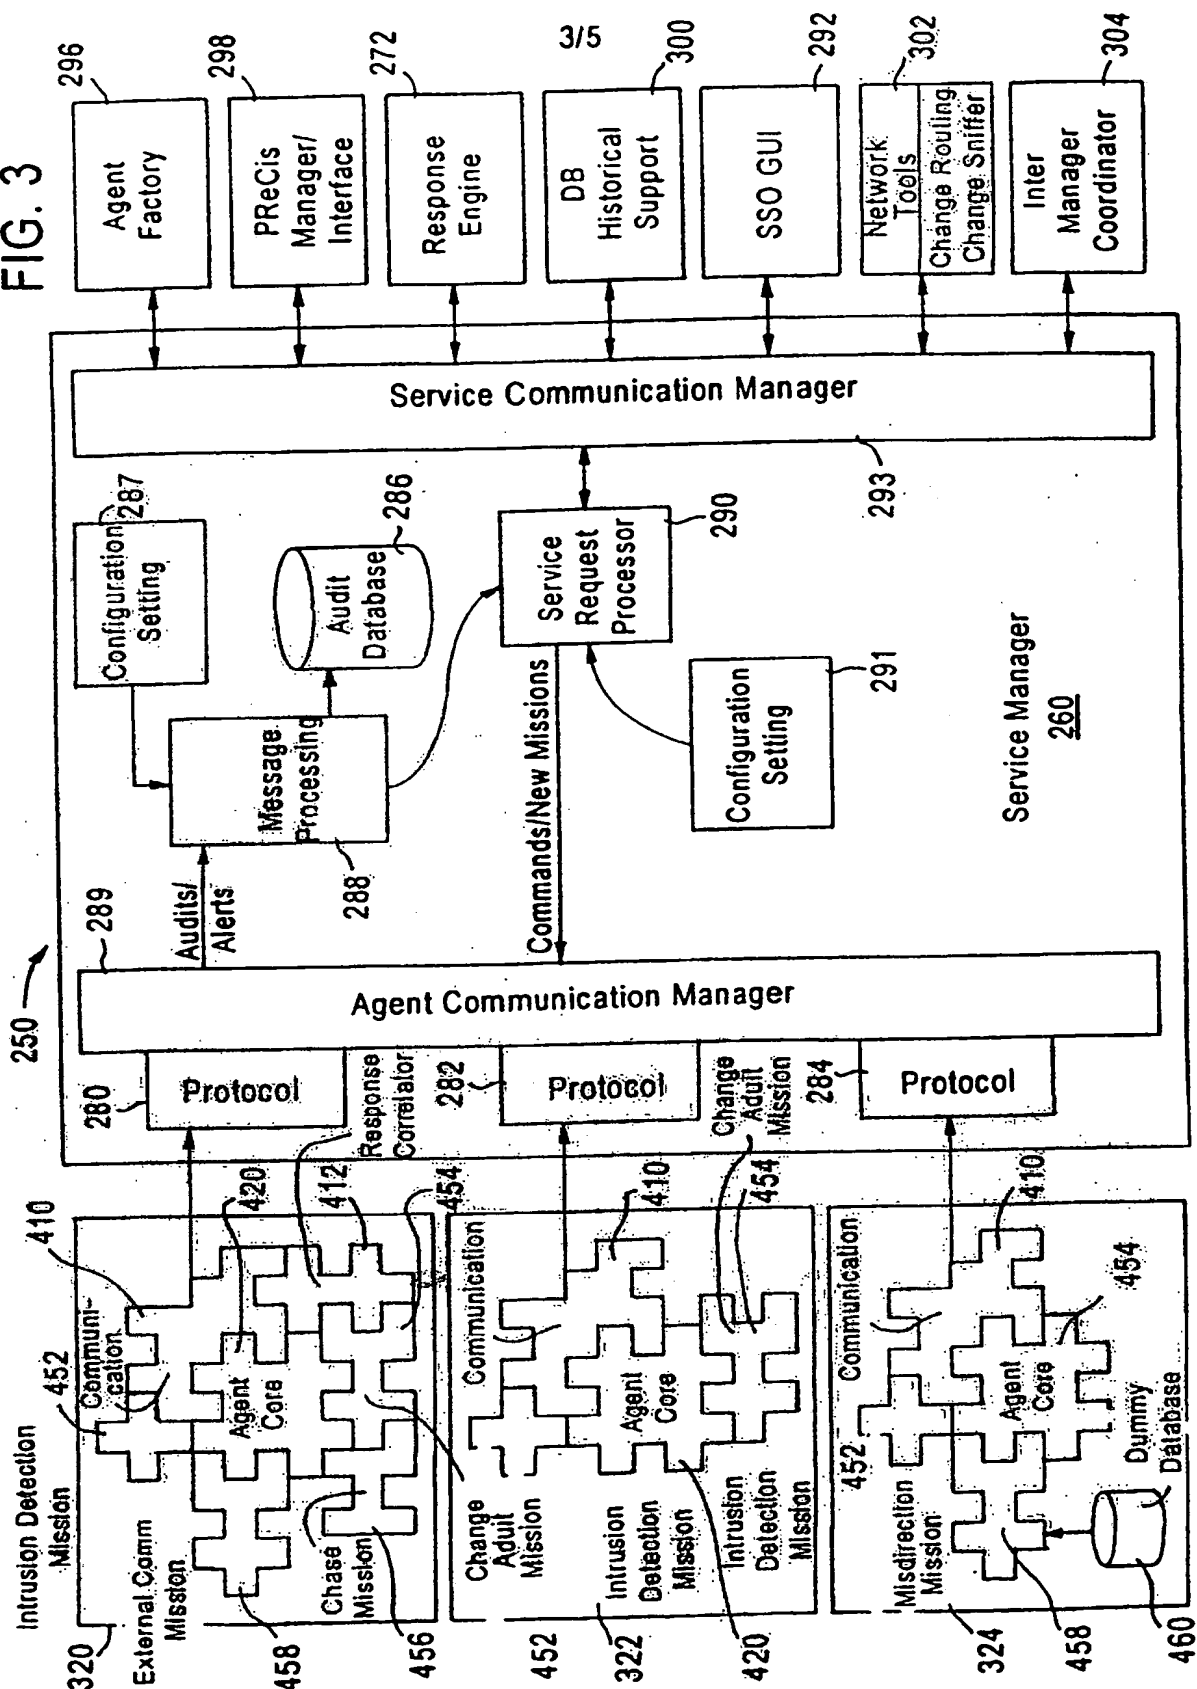 3/5
FIG. 3
250
Intrusion Detection
Mission
320
External Comm
Mission
452
Communi-
cation
410
420
412
454
Agent
Core
458
Chase
Mission
456
Response
Correlator
Change
Adult
Mission
452
Communication
410
Agent
Core
Intrusion
Detection
Mission
322
Intrusion
Detection
Mission
420
454
Change
Adult
Mission
Communication
410
452
454
Agent
Core
Misdirection
Mission
324
458
Dummy
Database
460
280
Protocol
282
Protocol
284
Protocol
289
Agent Communication Manager
Audits/
Alerts
Commands/New Missions
Message
Processing
288
Configuration
Setting
287
Audit
Database
286
Service
Request
Processor
290
Configuration
Setting
291
Service Manager
260
Service Communication Manager
293
Agent
Factory
296
PReCis
Manager/
Interface
298
Response
Engine
272
DB
Historical
Support
300
SSO GUI
292
Network
Tools
Change Routing
Change Sniffer
302
Inter
Manager
Coordinator
304